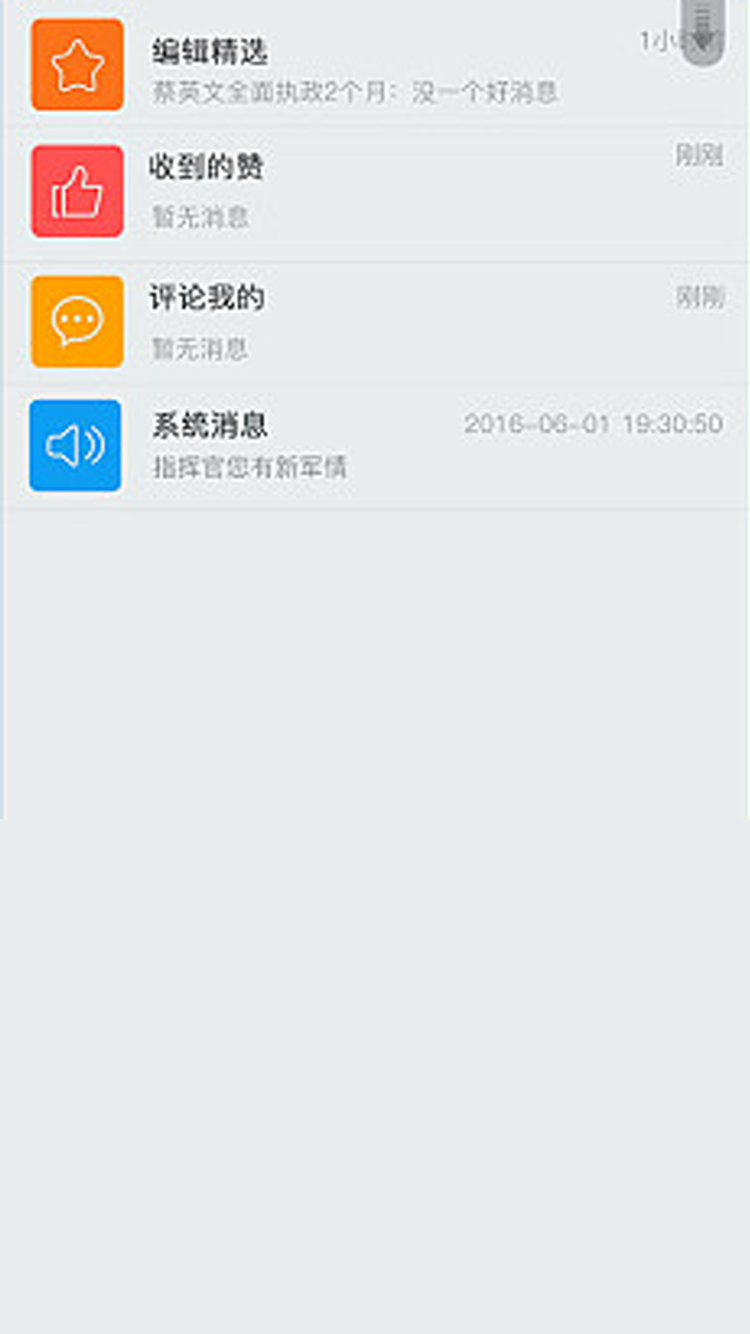 编辑精选
1小
蔡英文全面执政2个月：没一个好消息
收到的赞
刚刚
暂无消息
评论我的
刚刚
暂无消息
系统消息
2016-06-01 19:30:50
指挥官您有新军情